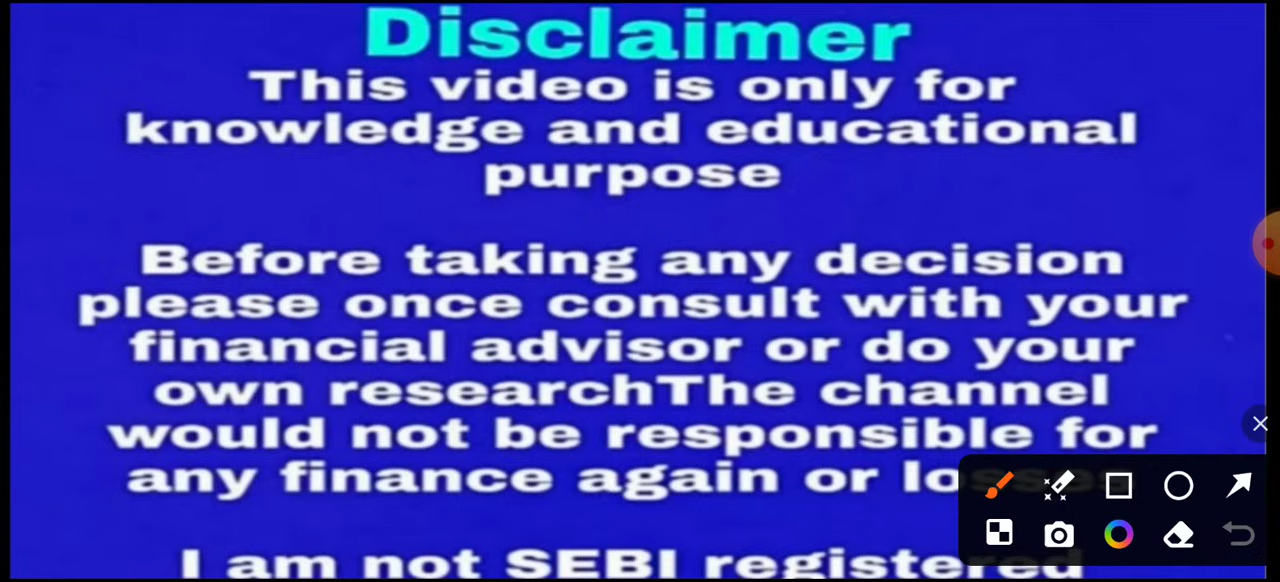 Disclaimer
This video is only for
knowledge and educational
purpose
Before taking any decision
please once consult with your
financial advisor or do your
own researchThe channel
would not be responsible for
any finance again or losses
I am not SEBI registered